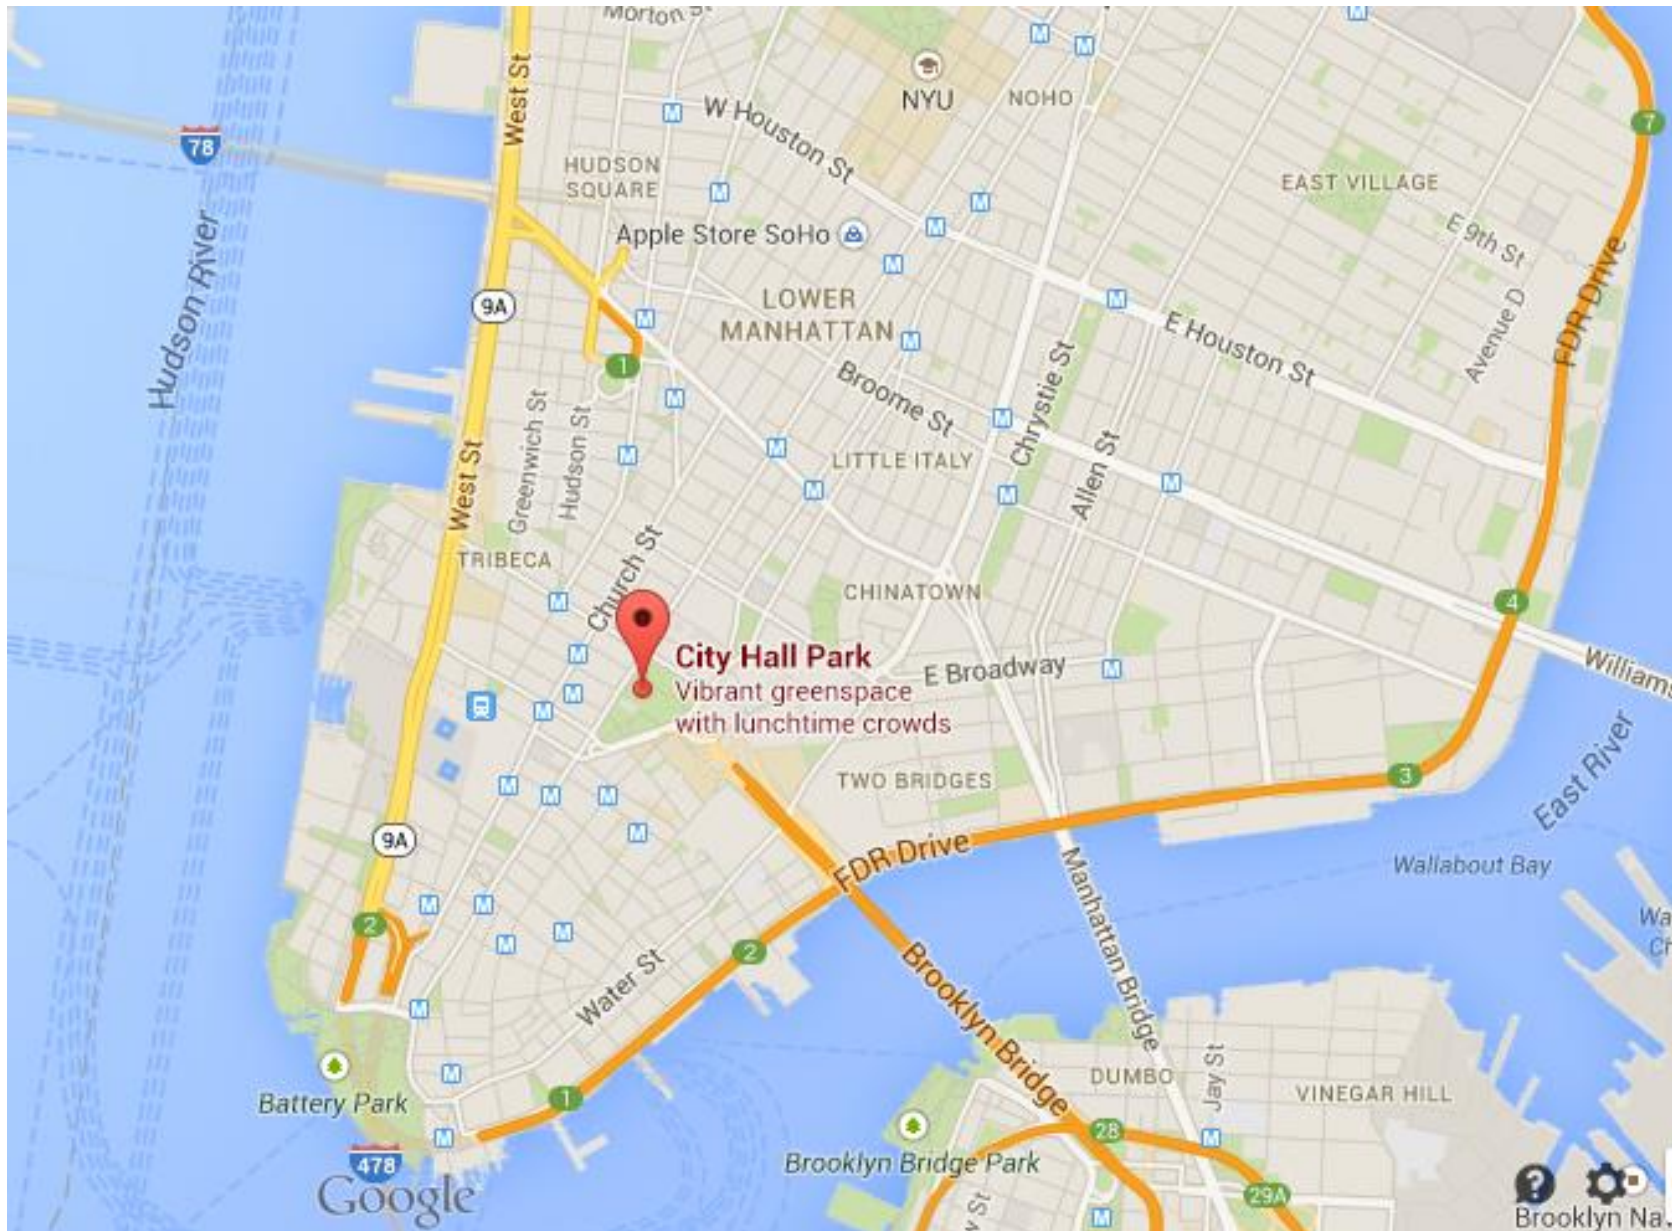 Morton St
M
M
M
West St
NYU
NOHO
7
M
W Houston St
78
HUDSON
SQUARE
M
EAST VILLAGE
M
M
E 9th St
Apple Store SoHo
M
Hudson River
FDR Drive
9A
LOWER
MANHATTAN
M
M
M
E Houston St
Avenue D
1
M
Broome St
M
Chrystie St
Greenwich St
Hudson St
Allen St
West St
M
M
LITTLE ITALY
M
M
M
TRIBECA
Church St
CHINATOWN
M
4
M
City Hall Park
Vibrant greenspace
with lunchtime crowds
E Broadway
M
Williams
M
M
East River
TWO BRIDGES
3
M
M
M
M
9A
FDR Drive
Wallabout Bay
Manhattan Bridge
M
M
2
M
M
2
Wa
Ch
Brooklyn Bridge
Water St
M
M
1
Battery Park
DUMBO
Jay St
VINEGAR HILL
28
M
M
478
Brooklyn Bridge Park
Google
29A
w St
M
?
Brooklyn Na